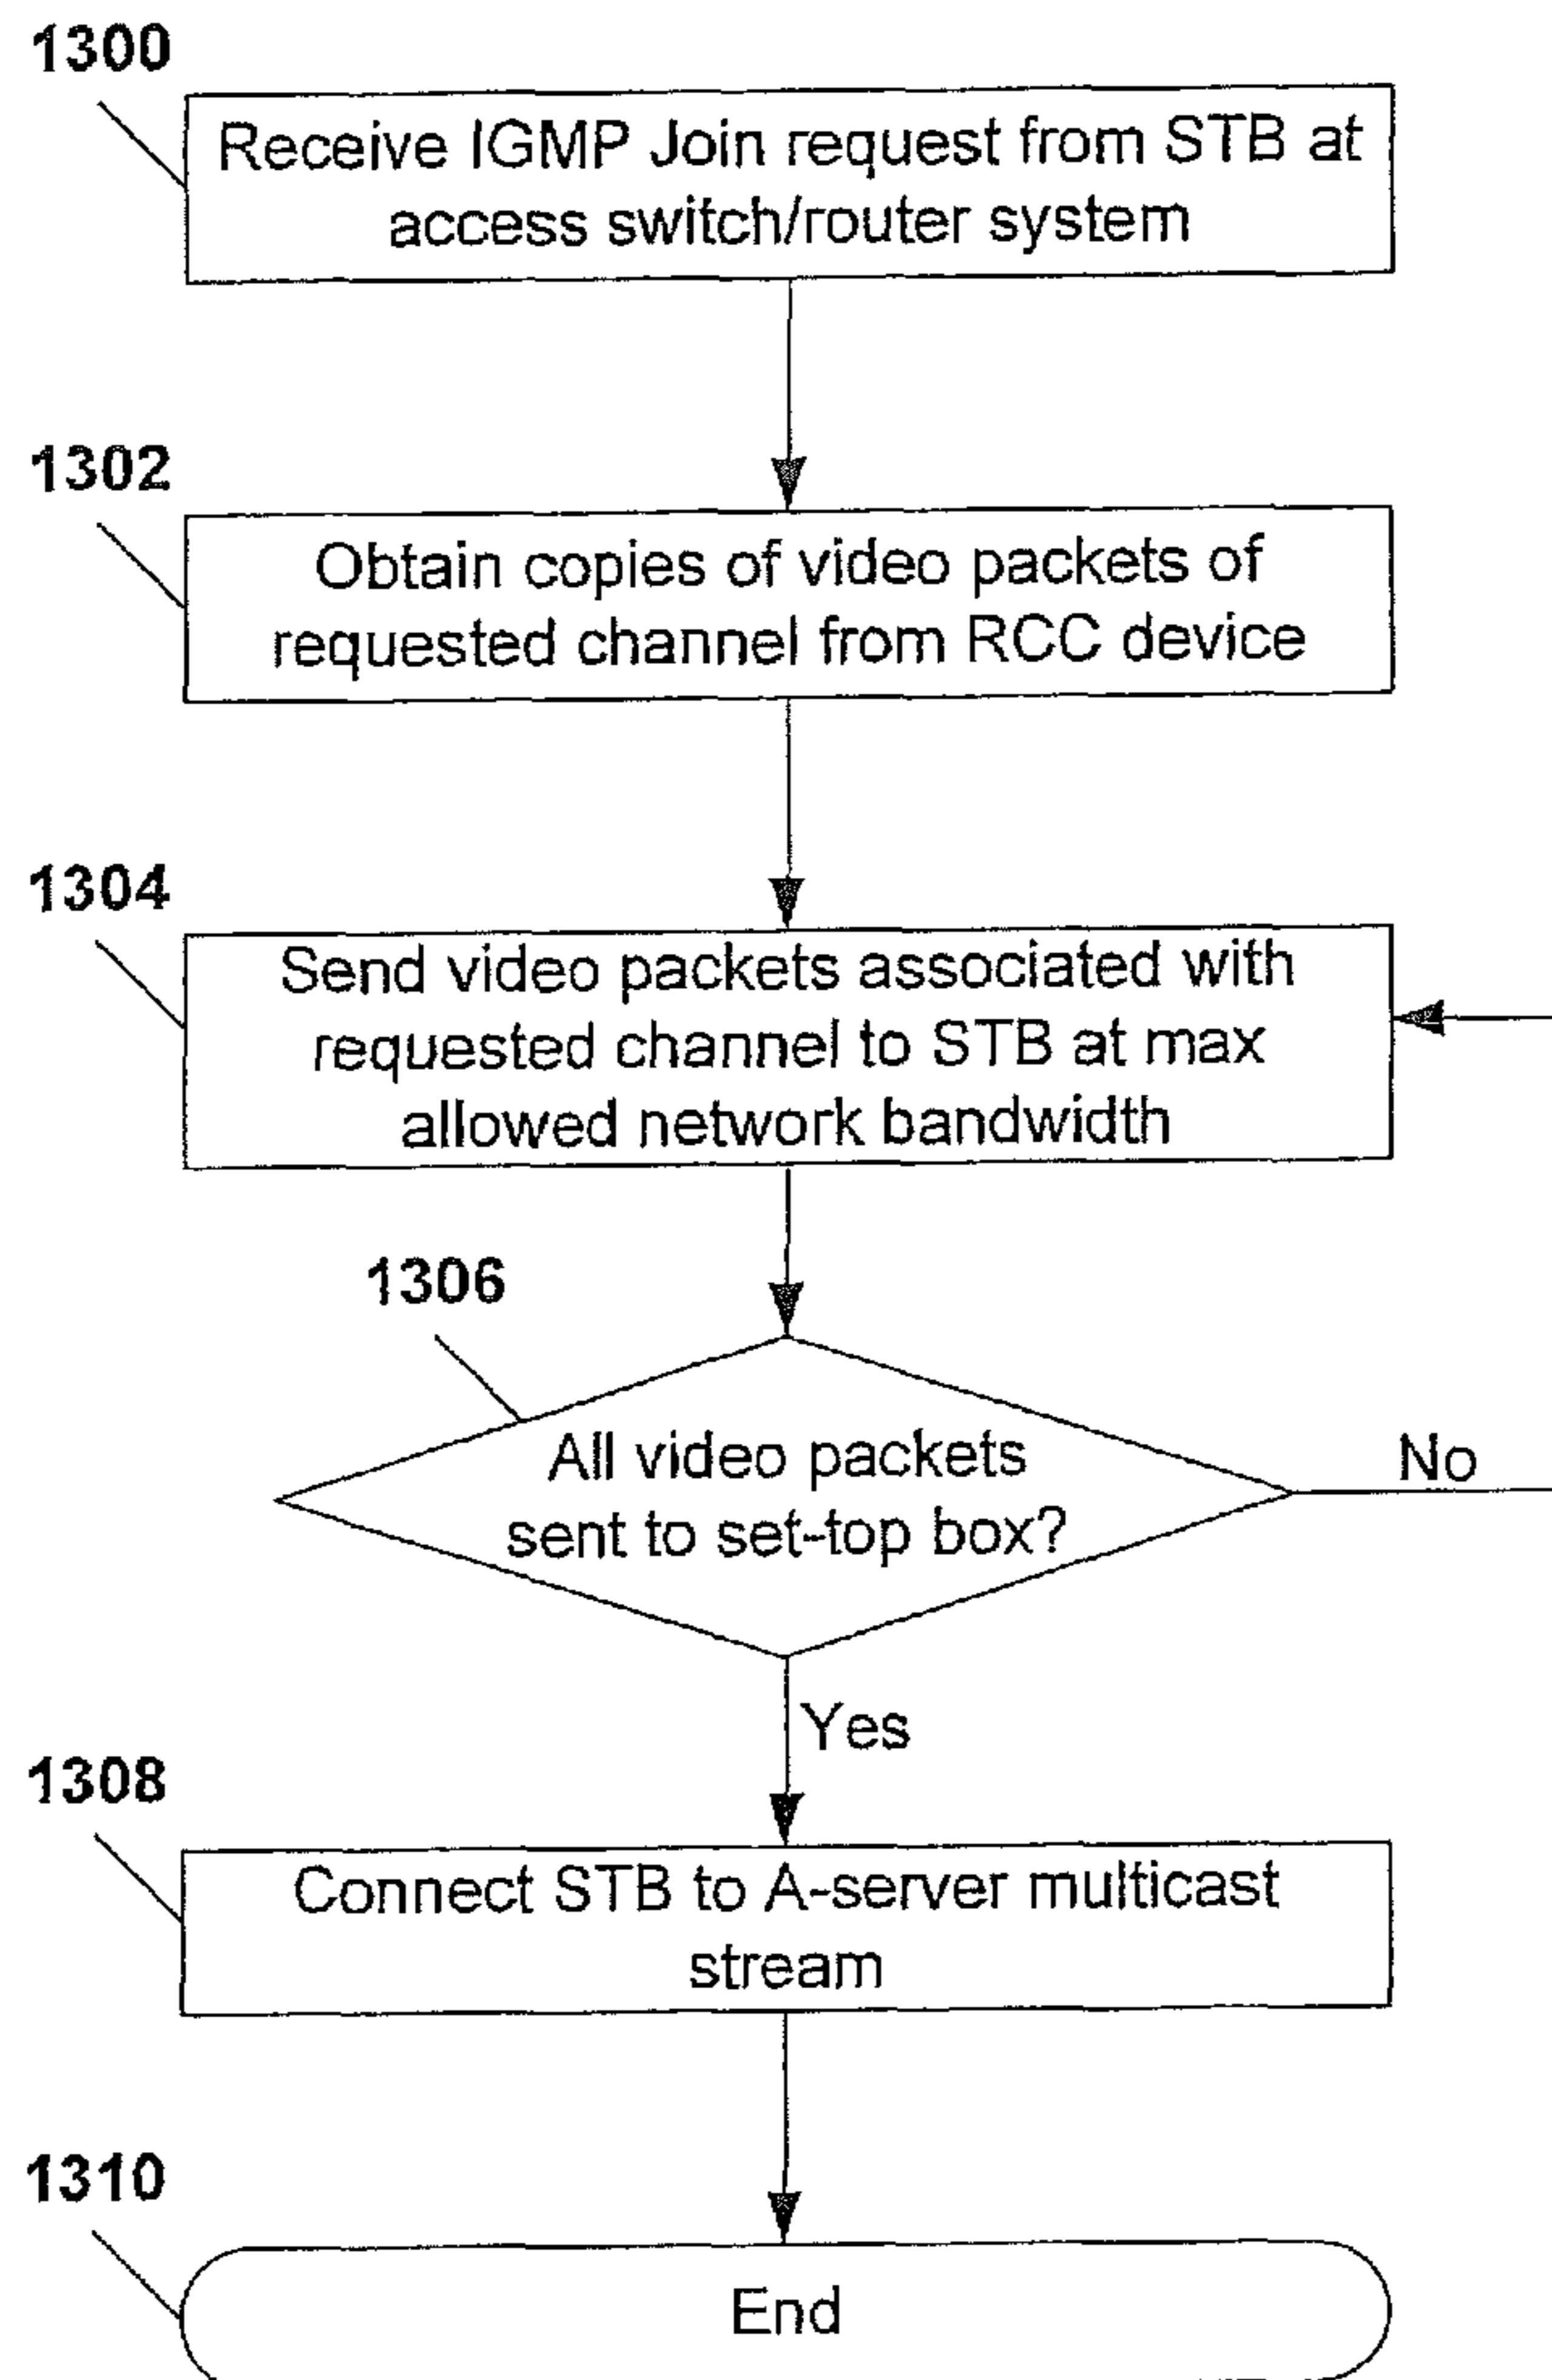 1300
Receive IGMP Join request from STB at
access switch/router system
1302
Obtain copies of video packets of
requested channel from RCC device
1304
Send video packets associated with
requested channel to STB at max
allowed network bandwidth
1306
All video packets
sent to set-top box?
No
Yes
1308
Connect STB to A-server multicast
stream
1310
End